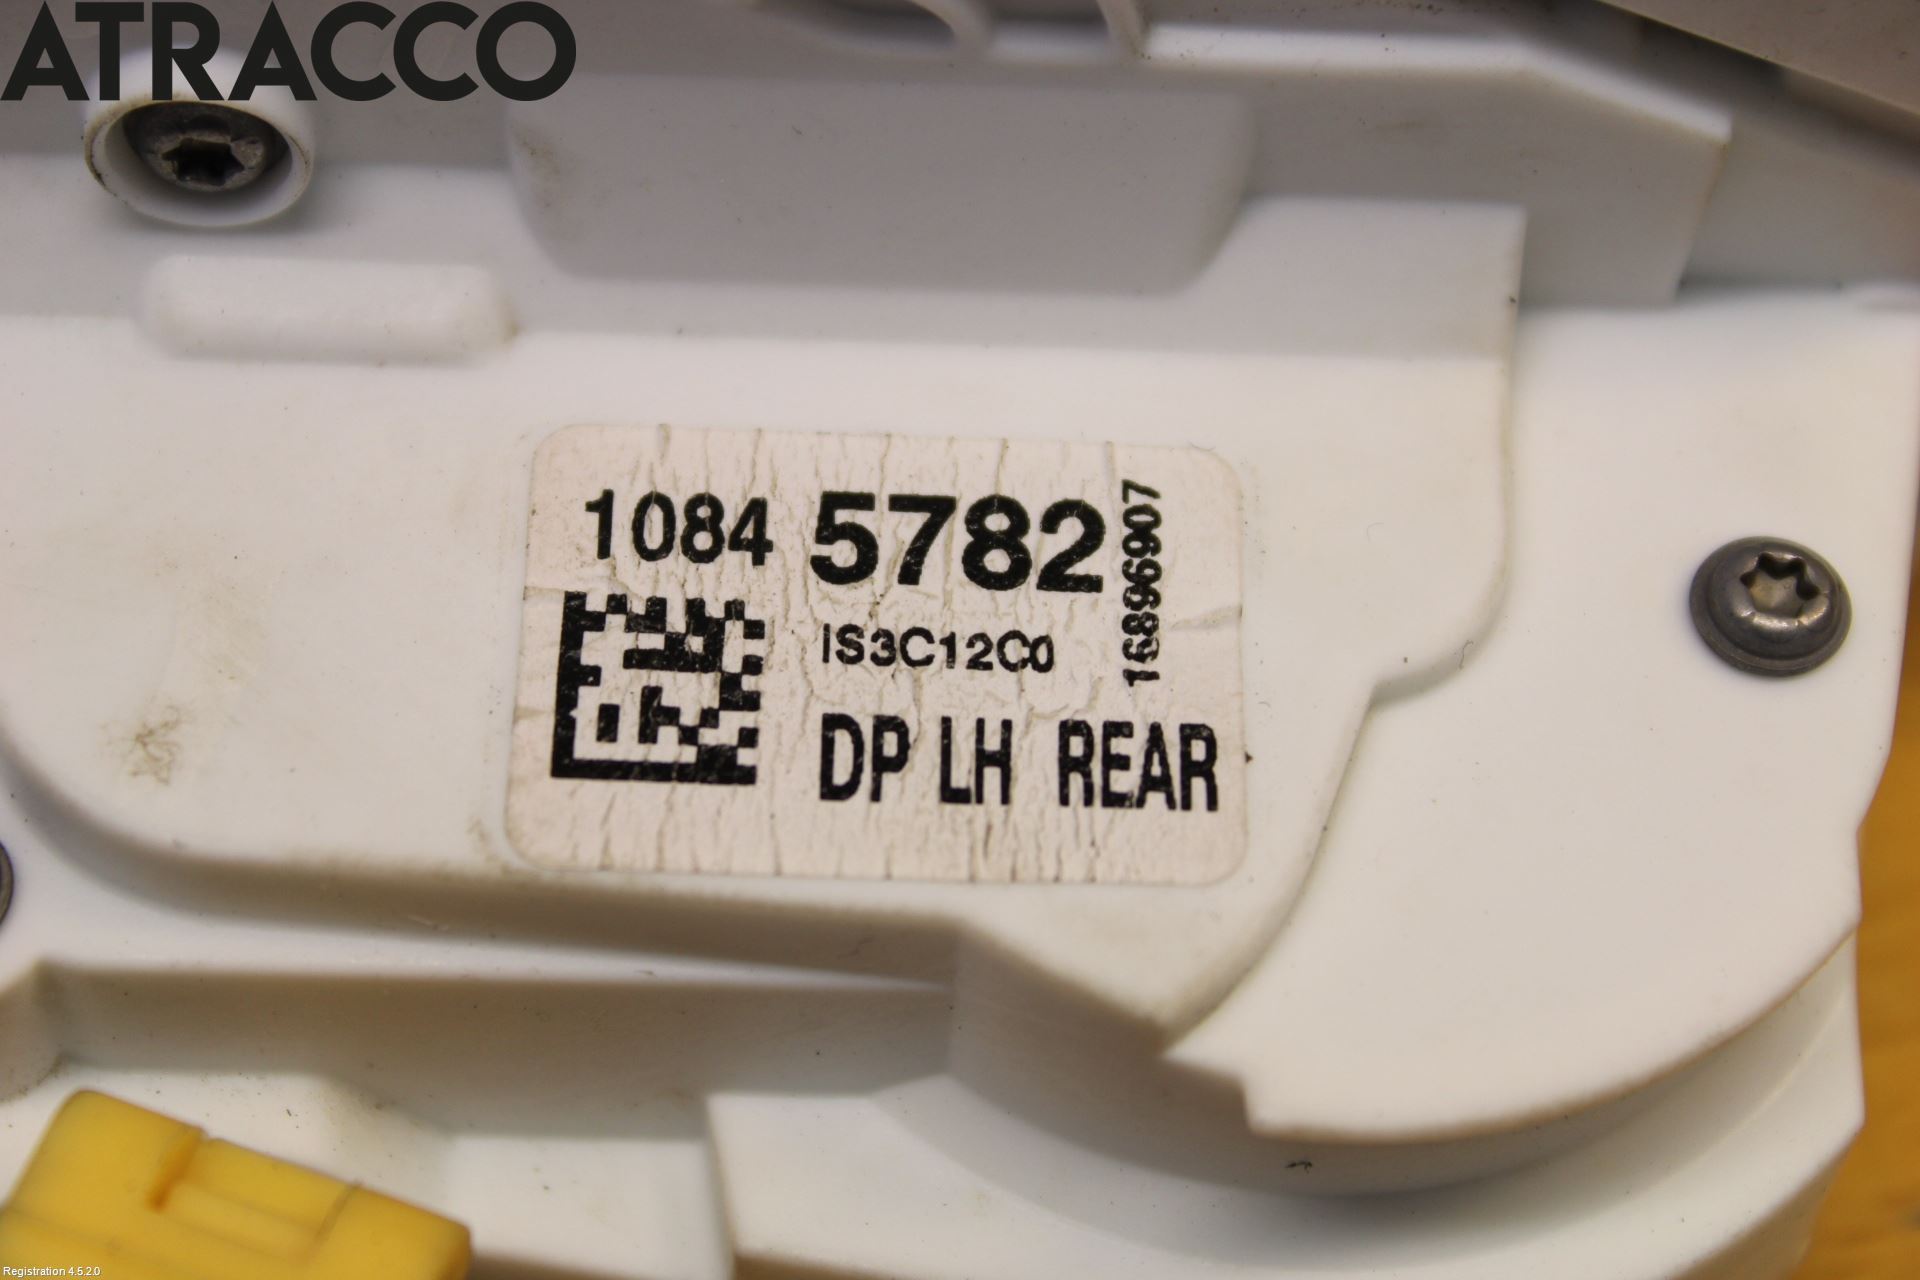 ATRACCO
1084 5782
16896907
IS3C12C0
DP LH REAR
Registration 4.5.2.0